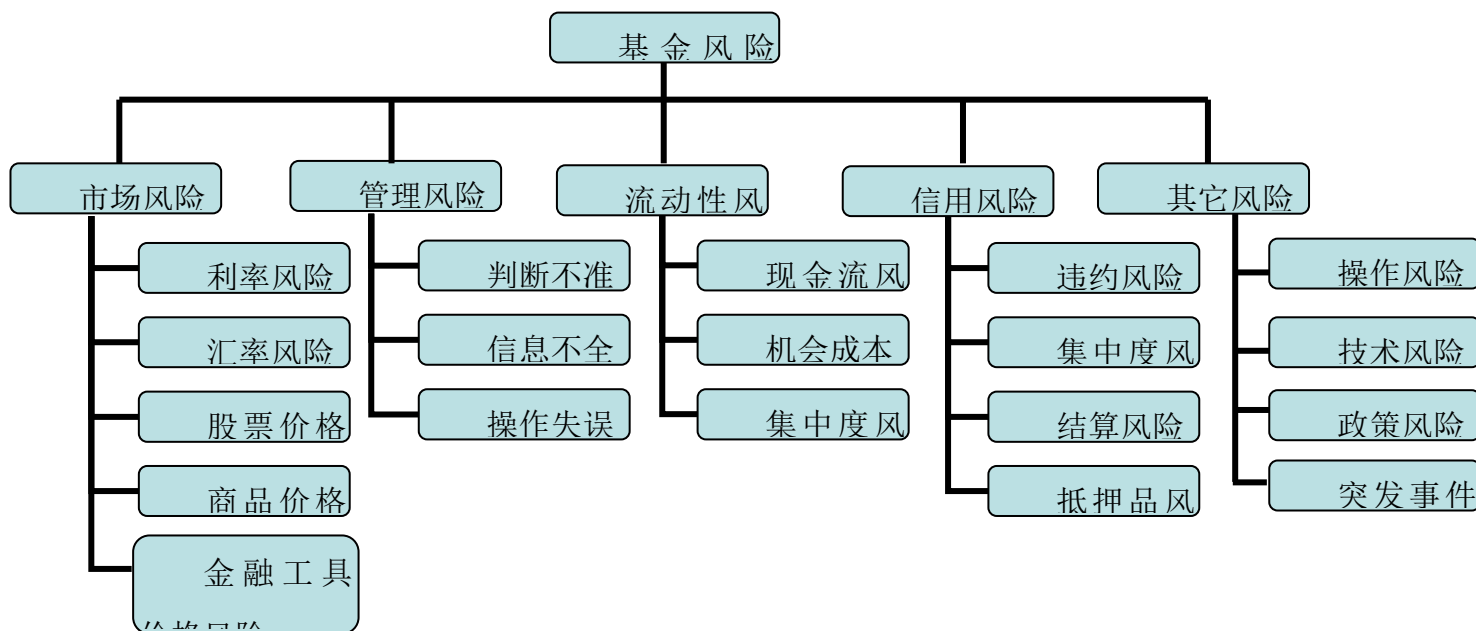 基金风险
市场风险
管理风险
流动性风
信用风险
其它风险
利率风险
汇率风险
股票价格
商品价格
金融工具
价格风险
判断不准
信息不全
操作失误
现金流风
机会成本
集中度风
违约风险
集中度风
结算风险
抵押品风
操作风险
技术风险
政策风险
突发事件